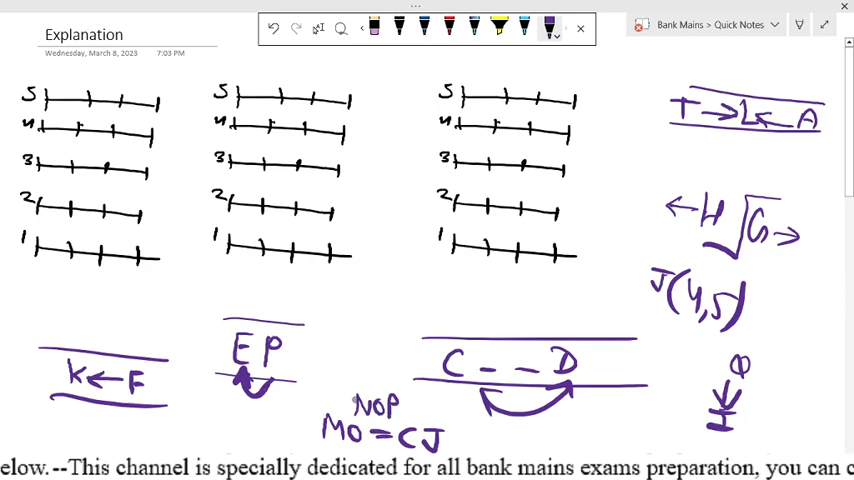 Bank Mains > Quick Notes
Explanation
Wednesday, March 8, 2023 7:03 PM
5 5 5
4 4 4
3 3 3
2 2 2
1 1 1
T → L ← A
← H G →
J (4,5)
K ← F
E P
C _ _ D
Q
I
NOP
MO = CJ
elow.--This channel is specially dedicated for all bank mains exams preparation, you can c